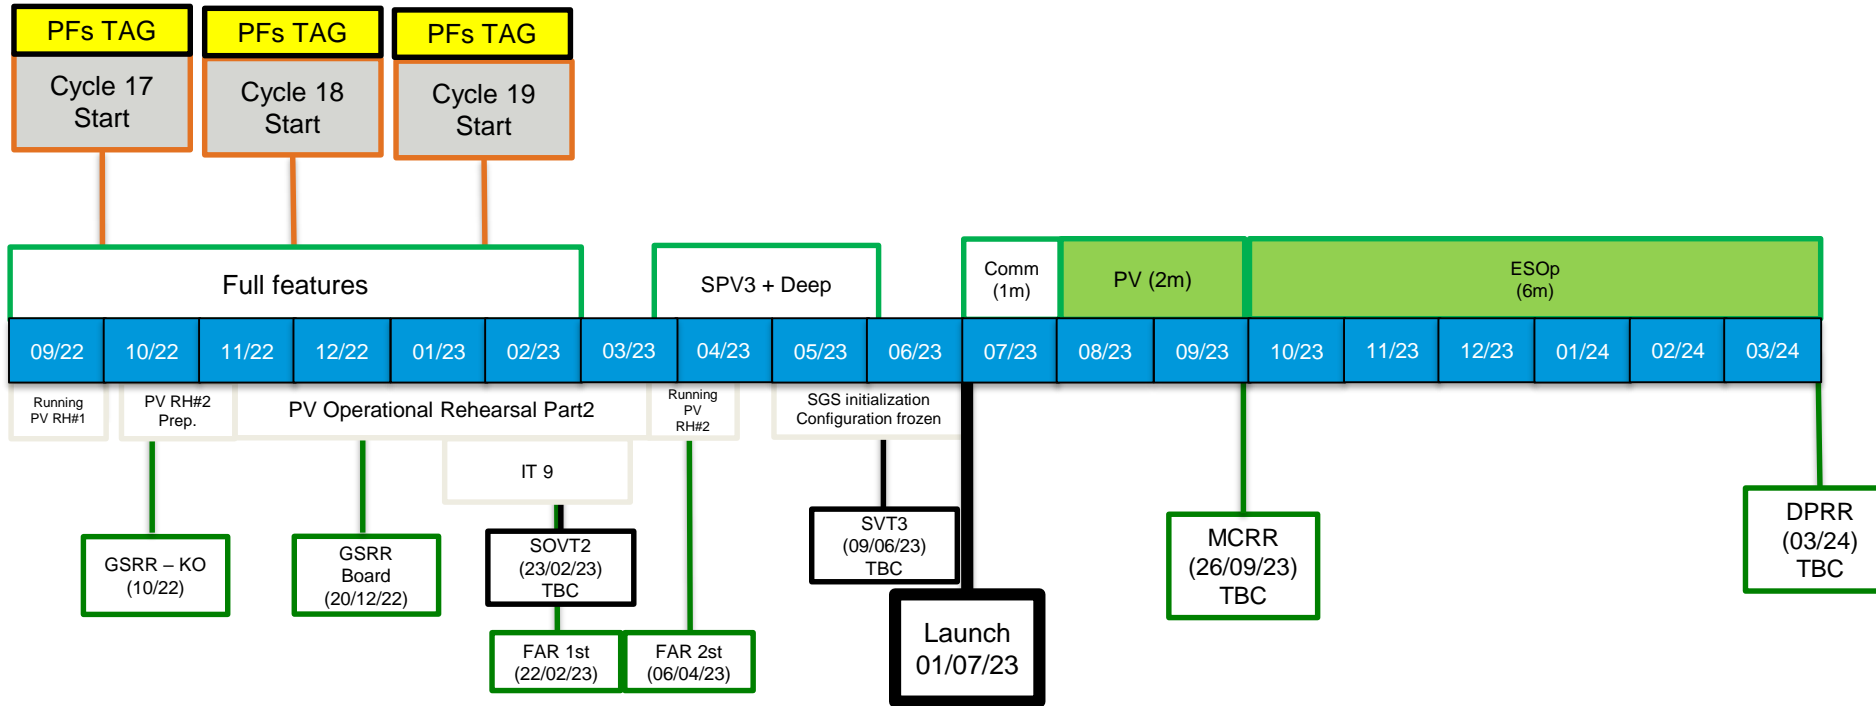 PFs TAG
PFs TAG
PFs TAG
Cycle 17
Start
Cycle 18
Start
Cycle 19
Start
Full features
SPV3 + Deep
Comm
(1m)
PV (2m)
ESOp
(6m)
09/22
10/22
11/22
12/22
01/23
02/23
03/23
04/23
05/23
06/23
07/23
08/23
09/23
10/23
11/23
12/23
01/24
02/24
03/24
Running
PV RH#1
PV RH#2
Prep.
PV Operational Rehearsal Part2
Running
PV
RH#2
SGS initialization
Configuration frozen
IT 9
GSRR – KO
(10/22)
GSRR
Board
(20/12/22)
SOVT2
(23/02/23)
TBC
FAR 1st
(22/02/23)
FAR 2st
(06/04/23)
SVT3
(09/06/23)
TBC
Launch
01/07/23
MCRR
(26/09/23)
TBC
DPRR
(03/24)
TBC